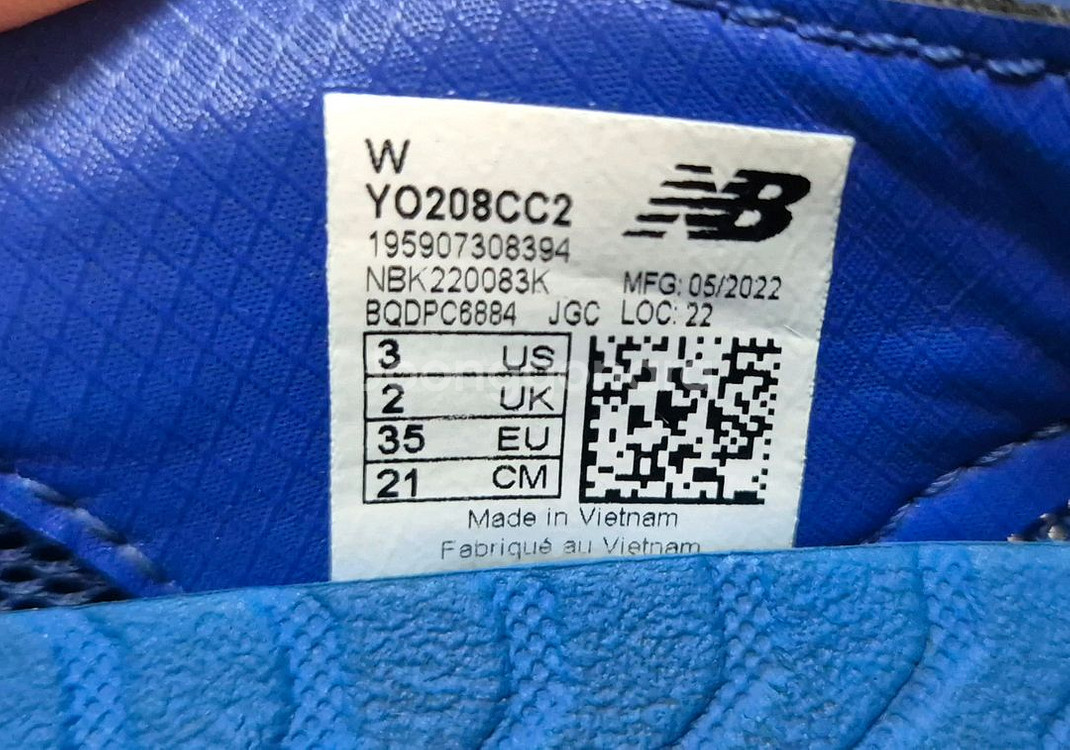 W
YO208CC2
195907308394
NBK220083K MFG: 05/2022
BQDPC6884 JGC LOC: 22
NB
3 US
2 UK
35 EU
21 CM
Made in Vietnam
Fabriqué au Vietnam